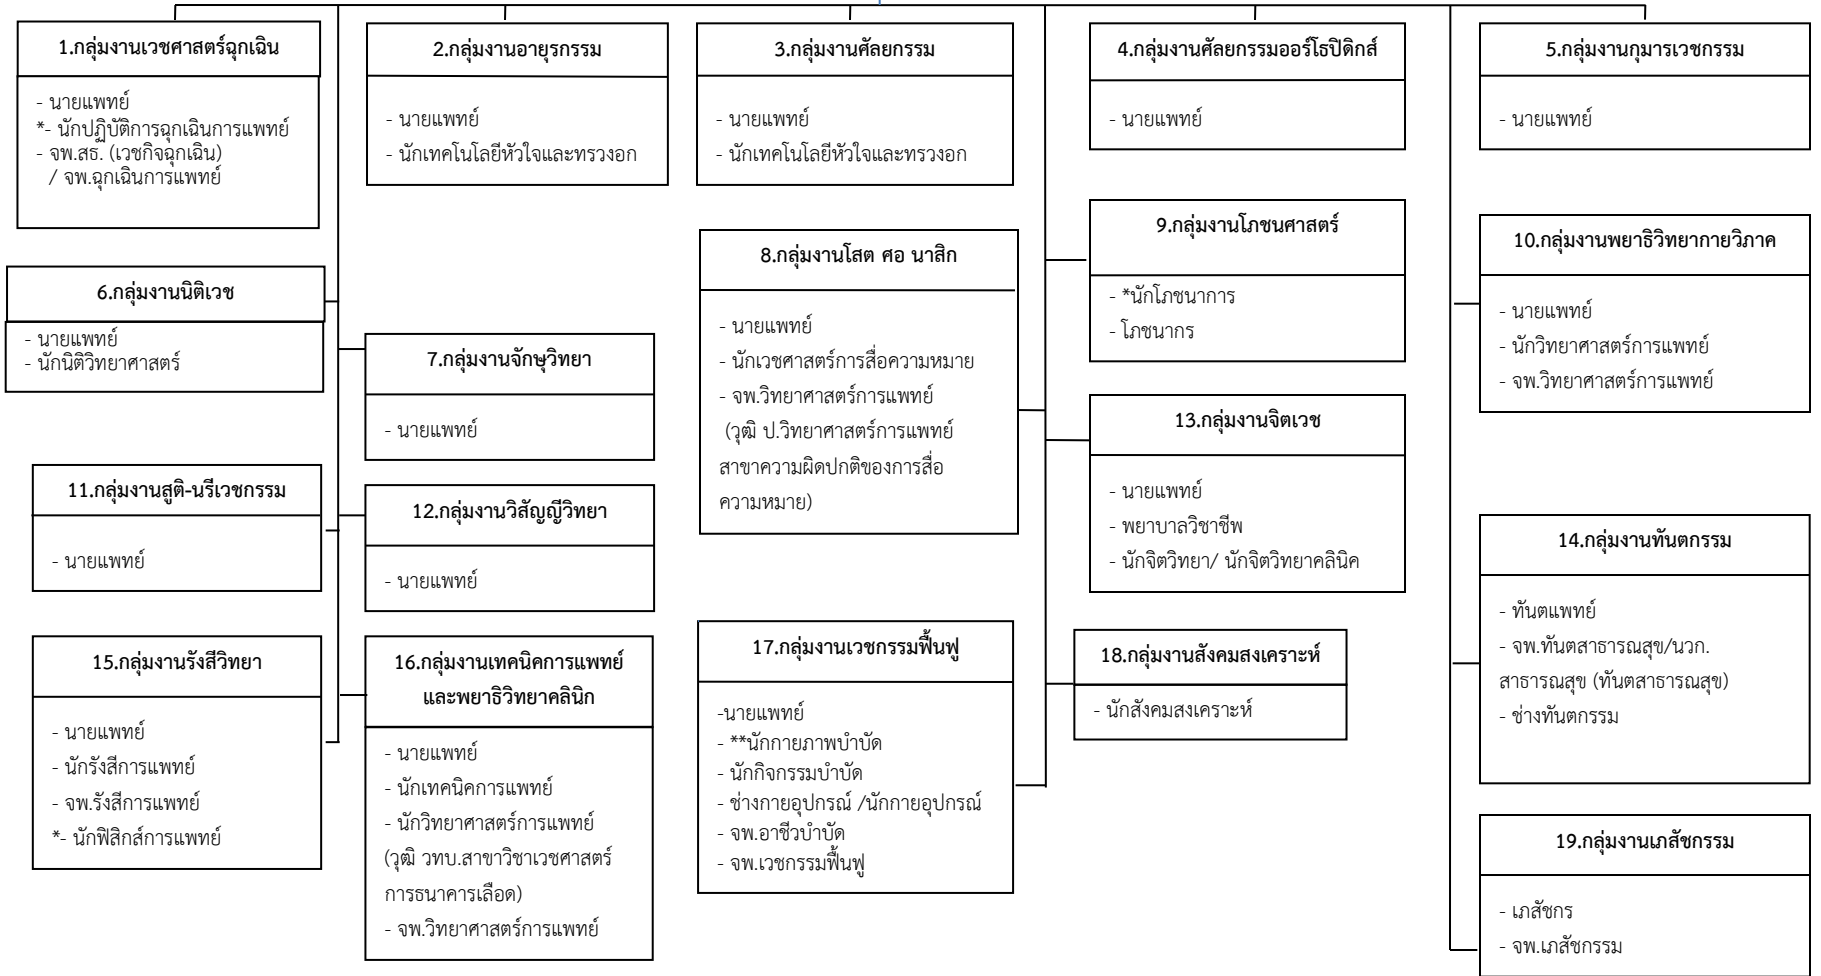 1.กลุ่มงานเวชศาสตร์ฉุกเฉิน
- นายแพทย์
*- นักปฏิบัติการฉุกเฉินการแพทย์
- จพ.สธ. (เวชกิจฉุกเฉิน)
/ จพ.ฉุกเฉินการแพทย์
2.กลุ่มงานอายุรกรรม
- นายแพทย์
- นักเทคโนโลยีหัวใจและทรวงอก
3.กลุ่มงานศัลยกรรม
- นายแพทย์
- นักเทคโนโลยีหัวใจและทรวงอก
4.กลุ่มงานศัลยกรรมออร์โธปิดิกส์
- นายแพทย์
5.กลุ่มงานกุมารเวชกรรม
- นายแพทย์
6.กลุ่มงานนิติเวช
- นายแพทย์
- นักนิติวิทยาศาสตร์
7.กลุ่มงานจักษุวิทยา
- นายแพทย์
8.กลุ่มงานโสต ศอ นาสิก
- นายแพทย์
- นักเวชศาสตร์การสื่อความหมาย
- จพ.วิทยาศาสตร์การแพทย์
(วุฒิ ป.วิทยาศาสตร์การแพทย์
สาขาความผิดปกติของการสื่อ
ความหมาย)
9.กลุ่มงานโภชนศาสตร์
- *นักโภชนาการ
- โภชนากร
10.กลุ่มงานพยาธิวิทยากายวิภาค
- นายแพทย์
- นักวิทยาศาสตร์การแพทย์
- จพ.วิทยาศาสตร์การแพทย์
11.กลุ่มงานสูติ-นรีเวชกรรม
- นายแพทย์
12.กลุ่มงานวิสัญญีวิทยา
- นายแพทย์
13.กลุ่มงานจิตเวช
- นายแพทย์
- พยาบาลวิชาชีพ
- นักจิตวิทยา/ นักจิตวิทยาคลินิค
14.กลุ่มงานทันตกรรม
- ทันตแพทย์
- จพ.ทันตสาธารณสุข/นวก.
สาธารณสุข (ทันตสาธารณสุข)
- ช่างทันตกรรม
15.กลุ่มงานรังสีวิทยา
- นายแพทย์
- นักรังสีการแพทย์
- จพ.รังสีการแพทย์
*- นักฟิสิกส์การแพทย์
16.กลุ่มงานเทคนิคการแพทย์
และพยาธิวิทยาคลินิก
- นายแพทย์
- นักเทคนิคการแพทย์
- นักวิทยาศาสตร์การแพทย์
(วุฒิ วทบ.สาขาวิชาเวชศาสตร์
การธนาคารเลือด)
- จพ.วิทยาศาสตร์การแพทย์
17.กลุ่มงานเวชกรรมฟื้นฟู
-นายแพทย์
- **นักกายภาพบำบัด
- นักกิจกรรมบำบัด
- ช่างกายอุปกรณ์ /นักกายอุปกรณ์
- จพ.อาชีวบำบัด
- จพ.เวชกรรมฟื้นฟู
18.กลุ่มงานสังคมสงเคราะห์
- นักสังคมสงเคราะห์
19.กลุ่มงานเภสัชกรรม
- เภสัชกร
- จพ.เภสัชกรรม